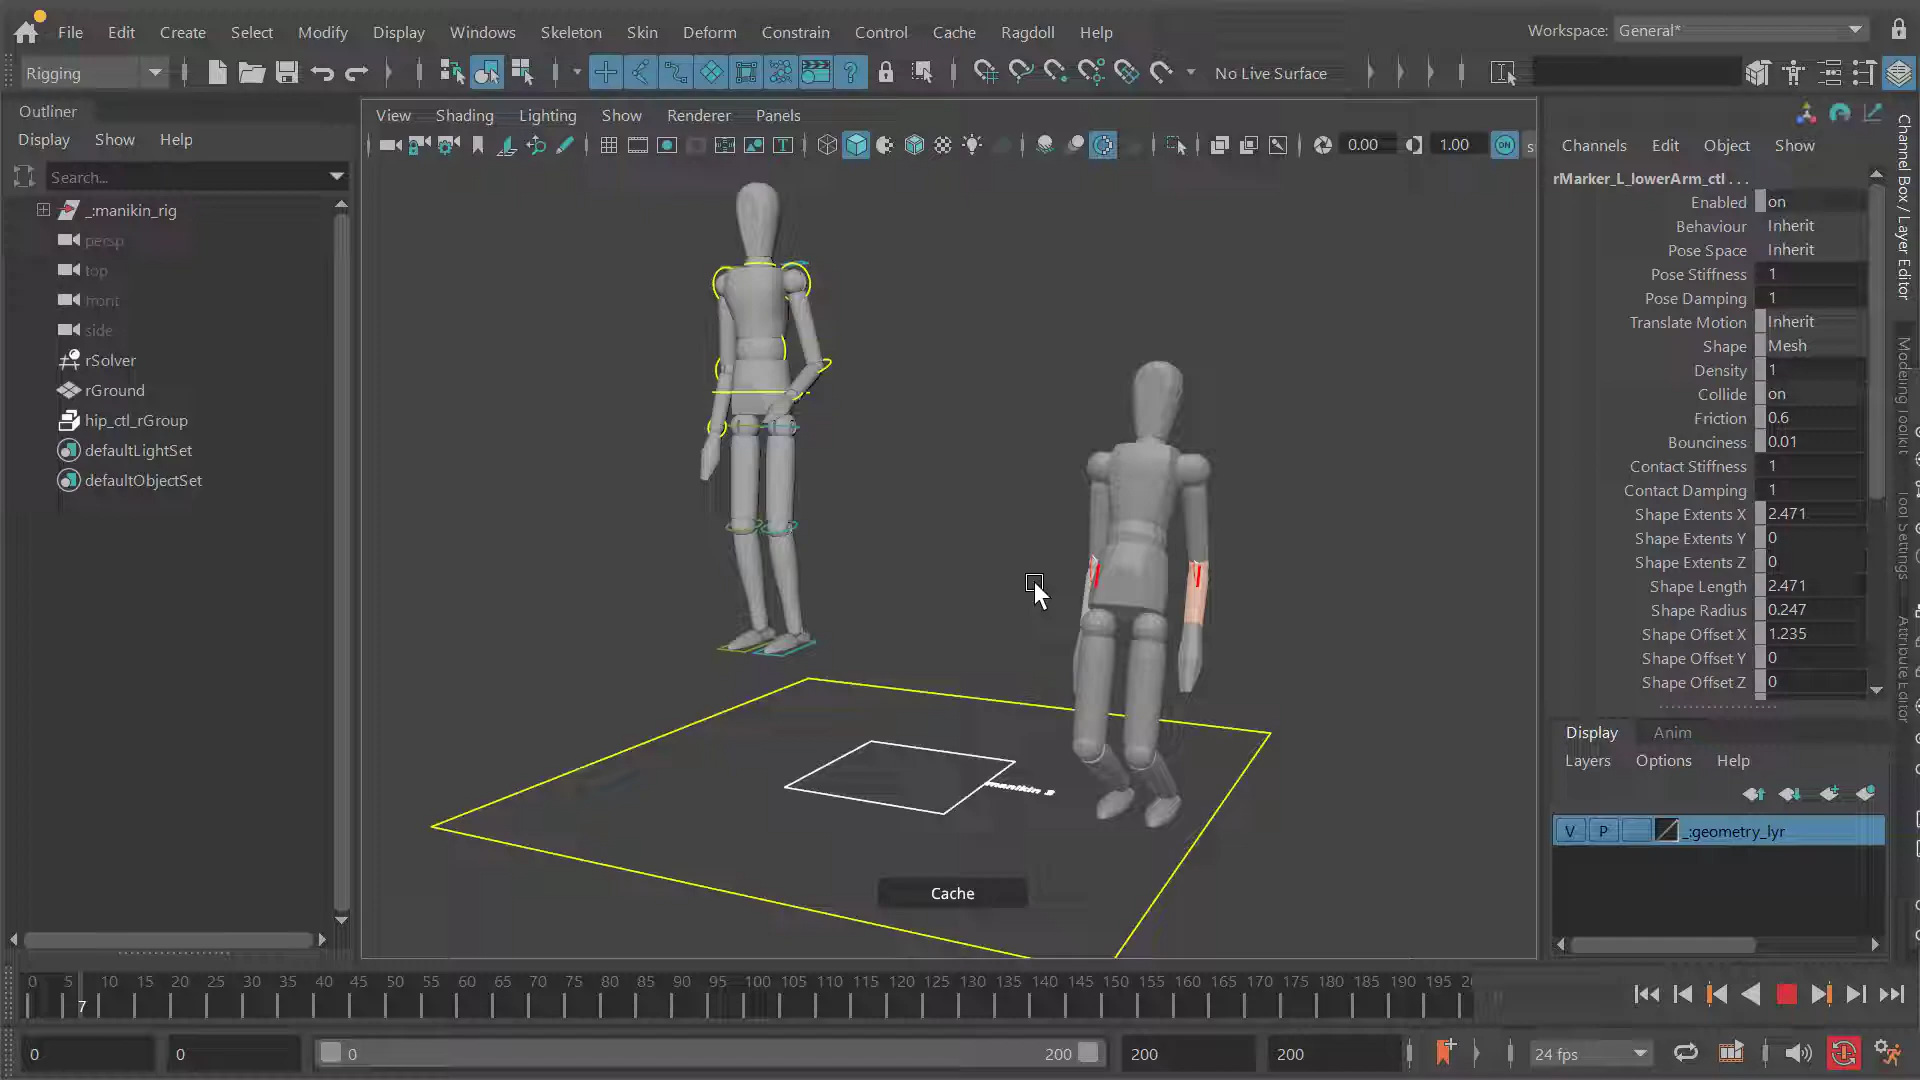 File Edit Create Select Modify Display Windows Skeleton Skin Deform Constrain Control Cache Ragdoll Help
Workspace: General*
Rigging
No Live Surface
Outliner
Display Show Help
Search...
_:manikin_rig
persp
top
front
side
rSolver
rGround
hip_ctl_rGroup
defaultLightSet
defaultObjectSet
View Shading Lighting Show Renderer Panels
0.00
1.00
ON
manikin
Cache
Channels Edit Object Show
rMarker_L_lowerArm_ctl . . .
Enabled on
Behaviour Inherit
Pose Space Inherit
Pose Stiffness 1
Pose Damping 1
Translate Motion Inherit
Shape Mesh
Density 1
Collide on
Friction 0.6
Bounciness 0.01
Contact Stiffness 1
Contact Damping 1
Shape Extents X 2.471
Shape Extents Y 0
Shape Extents Z 0
Shape Length 2.471
Shape Radius 0.247
Shape Offset X 1.235
Shape Offset Y 0
Shape Offset Z 0
Channel Box / Layer Editor
Modeling Toolkit
Tool Settings
Attribute Editor
Display Anim
Layers Options Help
V P _:geometry_lyr
0 5 10 15 20 25 30 35 40 45 50 55 60 65 70 75 80 85 90 95 100 105 110 115 120 125 130 135 140 145 150 155 160 165 170 175 180 185 190 195
7
0 0 0 200 200 200 24 fps